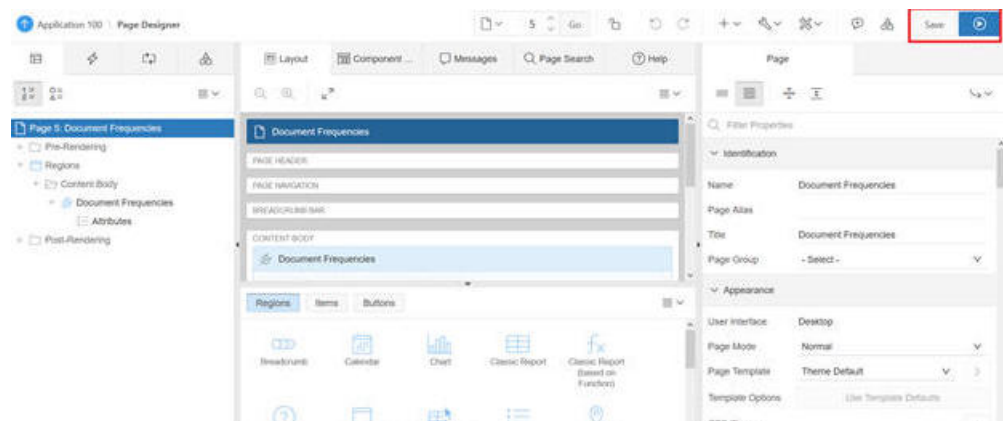 Application 100 \ Page Designer
5 Go
Save
Layout Component ... Messages Page Search Help
Page
Page 5: Document Frequencies
Pre-Rendering
Regions
Content Body
Document Frequencies
Attributes
Post-Rendering
Document Frequencies
PAGE HEADER
PAGE NAVIGATION
BREADCRUMB BAR
CONTENT BODY
Document Frequencies
Regions Items Buttons
Breadcrumb Calendar Chart Classic Report Classic Report
(based on
Function)
Filter Properties
Identification
Name Document Frequencies
Page Alias
Title Document Frequencies
Page Group - Select -
Appearance
User Interface Desktop
Page Mode Normal
Page Template Theme Default
Template Options Use Template Defaults